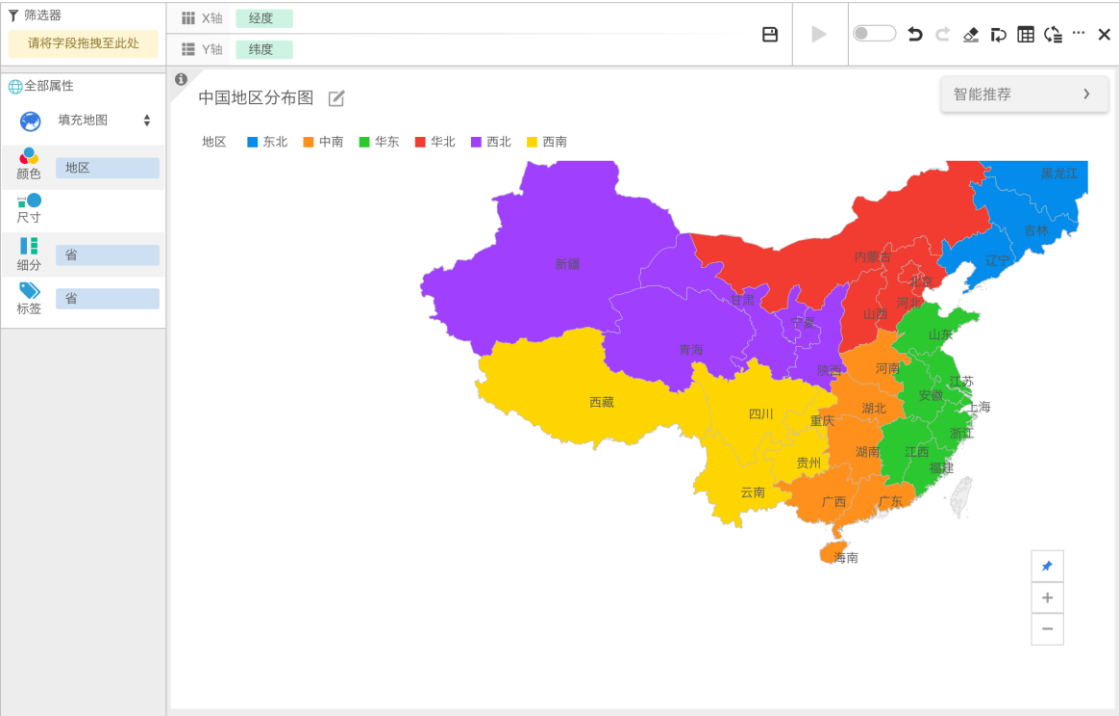 筛选器
请将字段拖拽至此处
X轴 经度
Y轴 纬度
全部属性
填充地图
颜色 地区
尺寸
细分 省
标签 省
中国地区分布图
智能推荐
地区 东北 中南 华东 华北 西北 西南
黑龙江
吉林
辽宁
内蒙古
新疆
北京
甘肃
河北
山西
宁夏
山东
青海
陕西
河南
江苏
安徽
西藏
上海
湖北
四川
重庆
浙江
湖南
江西
贵州
福建
云南
广西
广东
海南